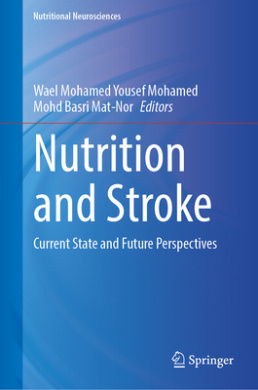 Nutritional Neurosciences
Wael Mohamed Yousef Mohamed
Mohd Basri Mat-Nor Editors
Nutrition
and Stroke
Current State and Future Perspectives
Springer